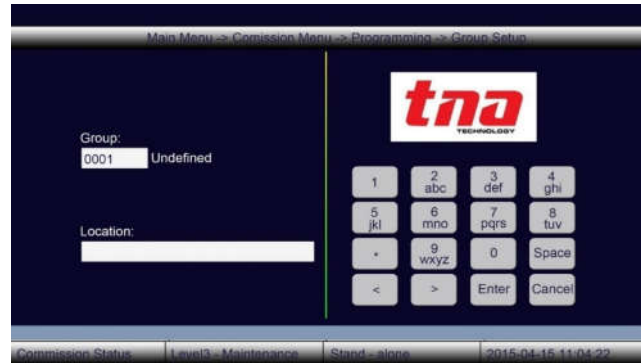 Main Menu -> Comission Menu -> Programming -> Group Setup
tna
TECHNOLOGY
Group:
0001 Undefined
Location:
1
2 abc
3 def
4 ghi
5 jkl
6 mno
7 pqrs
8 tuv
9 wxyz
0
Space
<
>
Enter
Cancel
Commission Status
Level3 - Maintenance
Stand - alone
2015-04-15 11:04:22